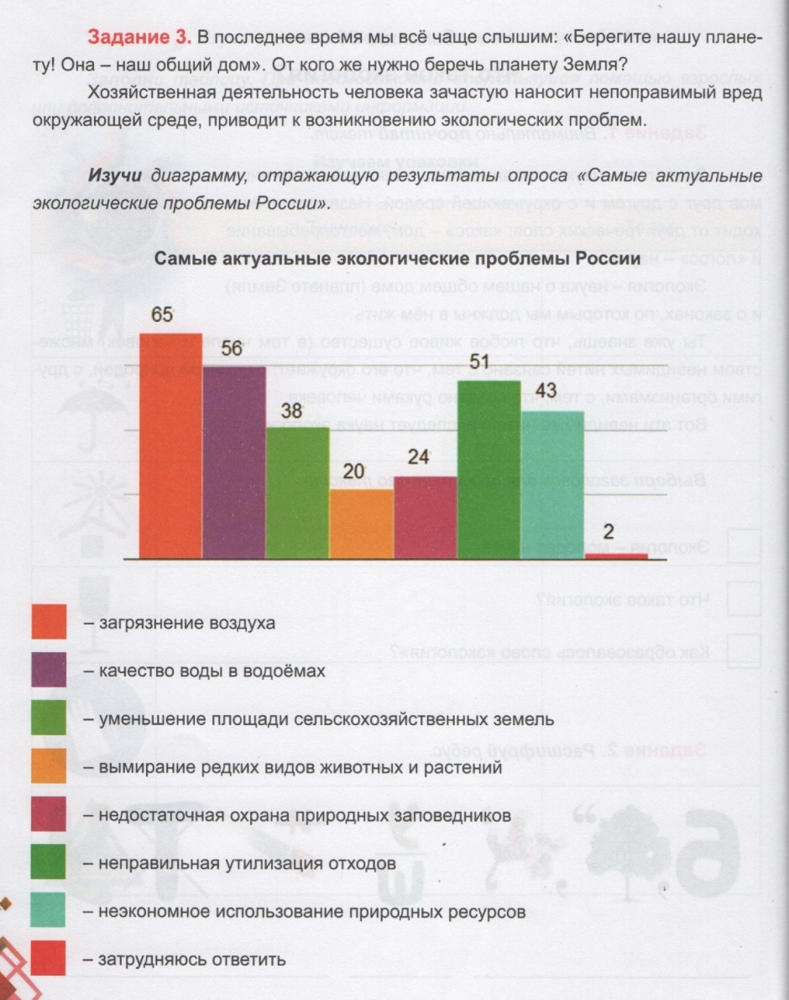 Задание 3. В последнее время мы всё чаще слышим: «Берегите нашу плане-
ту! Она – наш общий дом». От кого же нужно беречь планету Земля?
Хозяйственная деятельность человека зачастую наносит непоправимый вред
окружающей среде, приводит к возникновению экологических проблем.
Изучи диаграмму, отражающую результаты опроса «Самые актуальные
экологические проблемы России».
Самые актуальные экологические проблемы России
65
56
38
20
24
51
43
2
– загрязнение воздуха
– качество воды в водоёмах
– уменьшение площади сельскохозяйственных земель
– вымирание редких видов животных и растений
– недостаточная охрана природных заповедников
– неправильная утилизация отходов
– неэкономное использование природных ресурсов
– затрудняюсь ответить